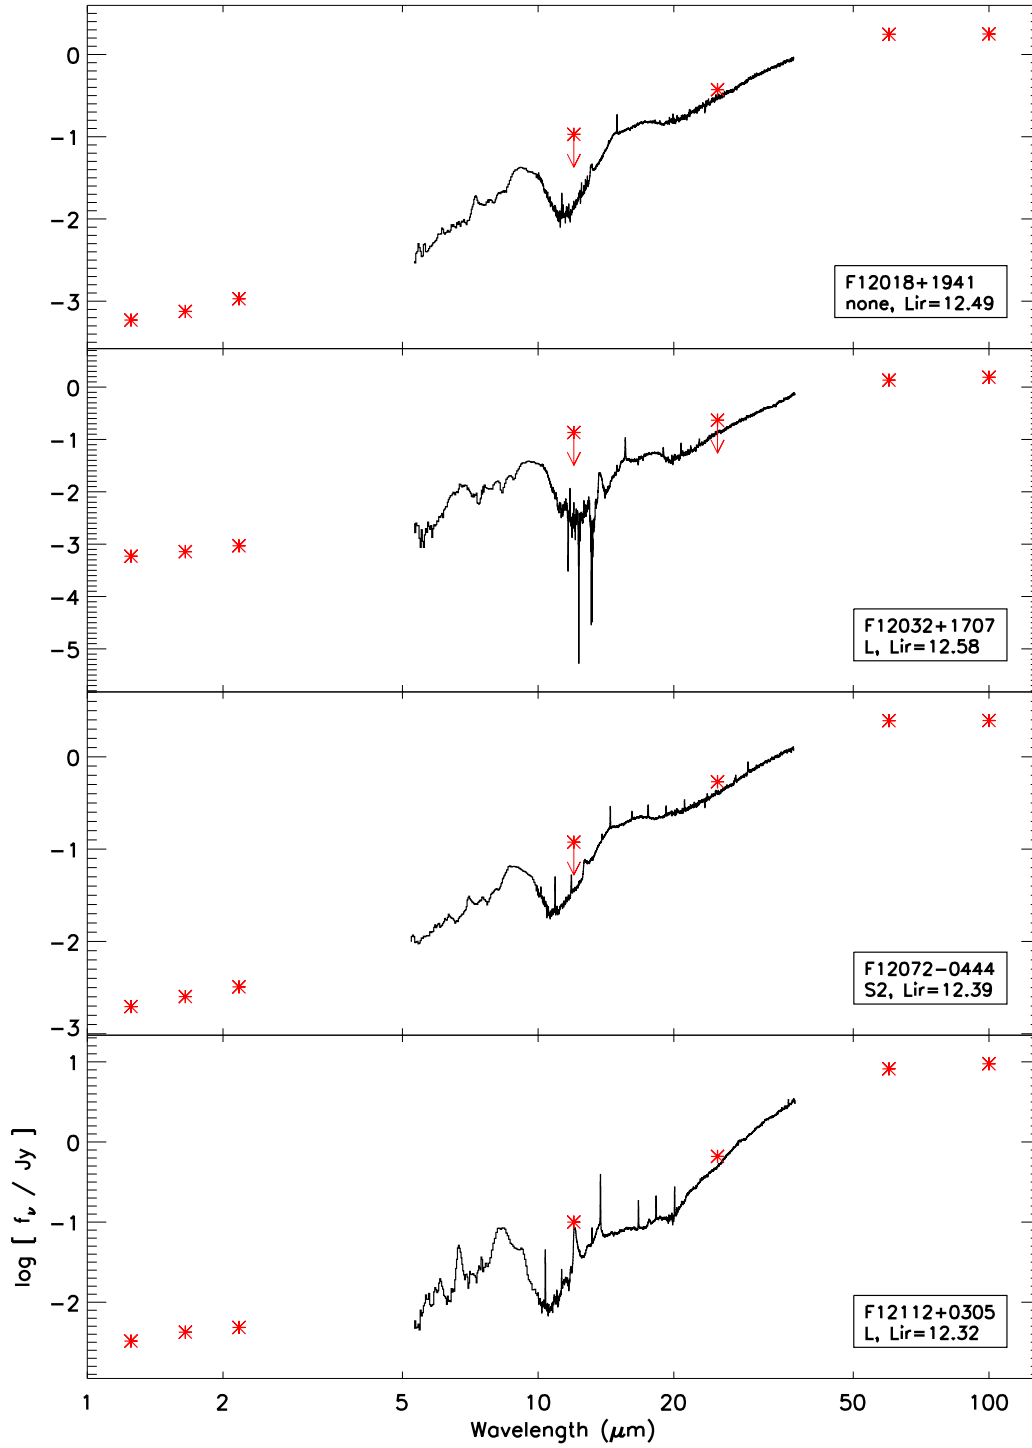 0
−1
−2
−3
F12018+1941
none, Lir=12.49
0
−1
−2
−3
−4
−5
F12032+1707
L, Lir=12.58
0
−1
−2
−3
F12072−0444
S2, Lir=12.39
1
0
−1
−2
F12112+0305
L, Lir=12.32
log [ fν / Jy ]
1 2 5 10 20 50 100
Wavelength (μm)